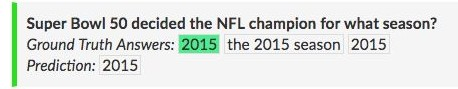 Super Bowl 50 decided the NFL champion for what season?
Ground Truth Answers: 2015 the 2015 season 2015
Prediction: 2015